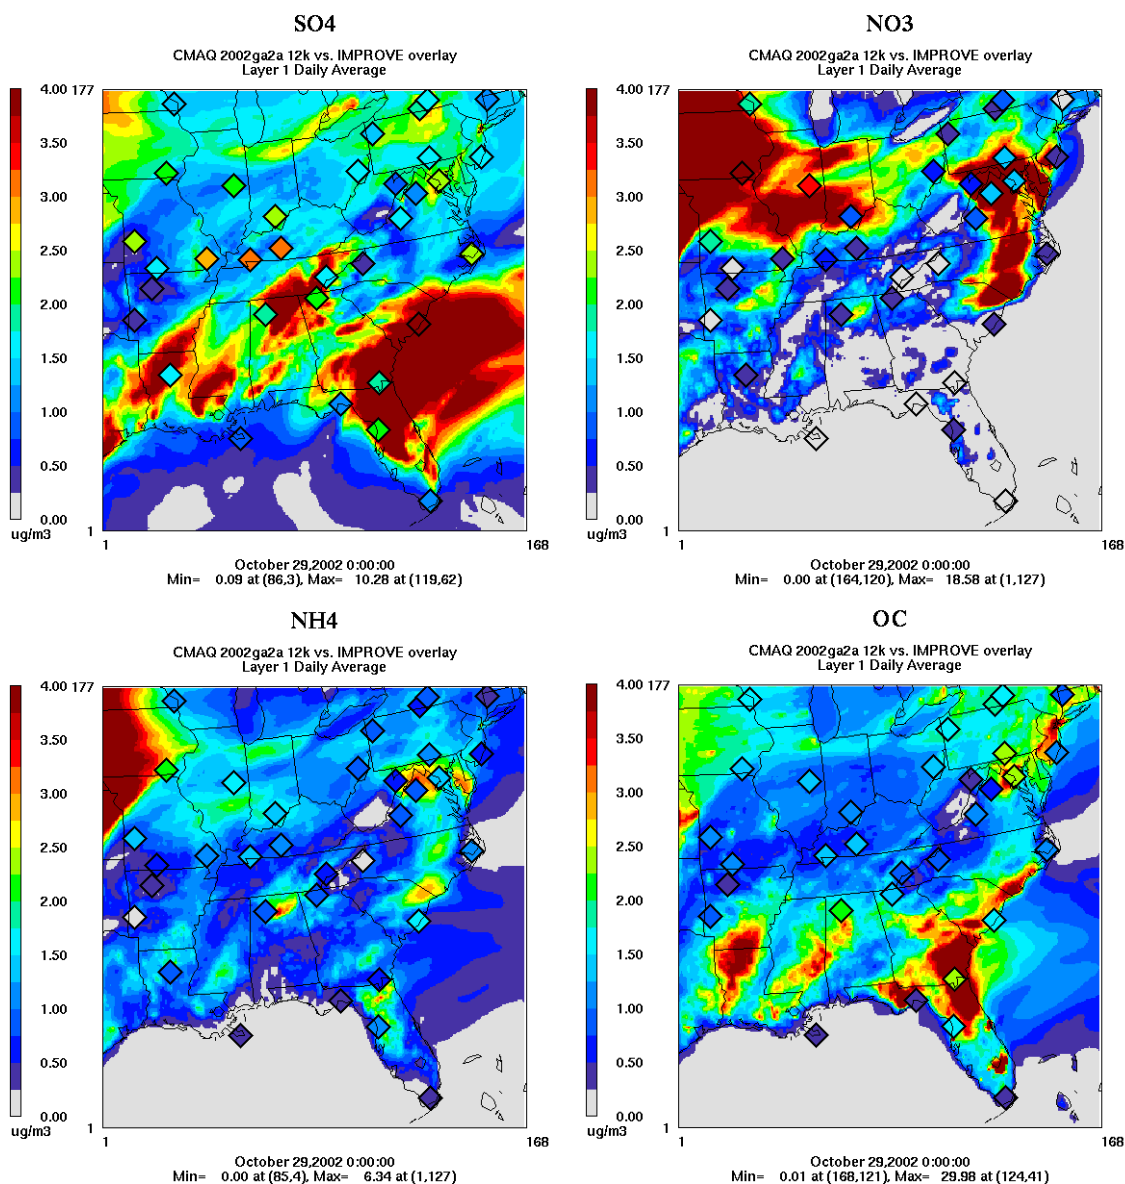 SO4
CMAQ 2002ga2a 12k vs. IMPROVE overlay
Layer 1 Daily Average
4.00 177
3.50
3.00
2.50
2.00
1.50
1.00
0.50
0.00
ug/m3
1
1 168
October 29,2002 0:00:00
Min= 0.09 at (86,3), Max= 10.28 at (119,62)
NO3
CMAQ 2002ga2a 12k vs. IMPROVE overlay
Layer 1 Daily Average
4.00 177
3.50
3.00
2.50
2.00
1.50
1.00
0.50
0.00
ug/m3
1
1 168
October 29,2002 0:00:00
Min= 0.00 at (164,120), Max= 18.58 at (1,127)
NH4
CMAQ 2002ga2a 12k vs. IMPROVE overlay
Layer 1 Daily Average
4.00 177
3.50
3.00
2.50
2.00
1.50
1.00
0.50
0.00
ug/m3
1
1 168
October 29,2002 0:00:00
Min= 0.00 at (85,4), Max= 6.34 at (1,127)
OC
CMAQ 2002ga2a 12k vs. IMPROVE overlay
Layer 1 Daily Average
4.00 177
3.50
3.00
2.50
2.00
1.50
1.00
0.50
0.00
ug/m3
1
1 168
October 29,2002 0:00:00
Min= 0.01 at (168,121), Max= 29.98 at (124,41)